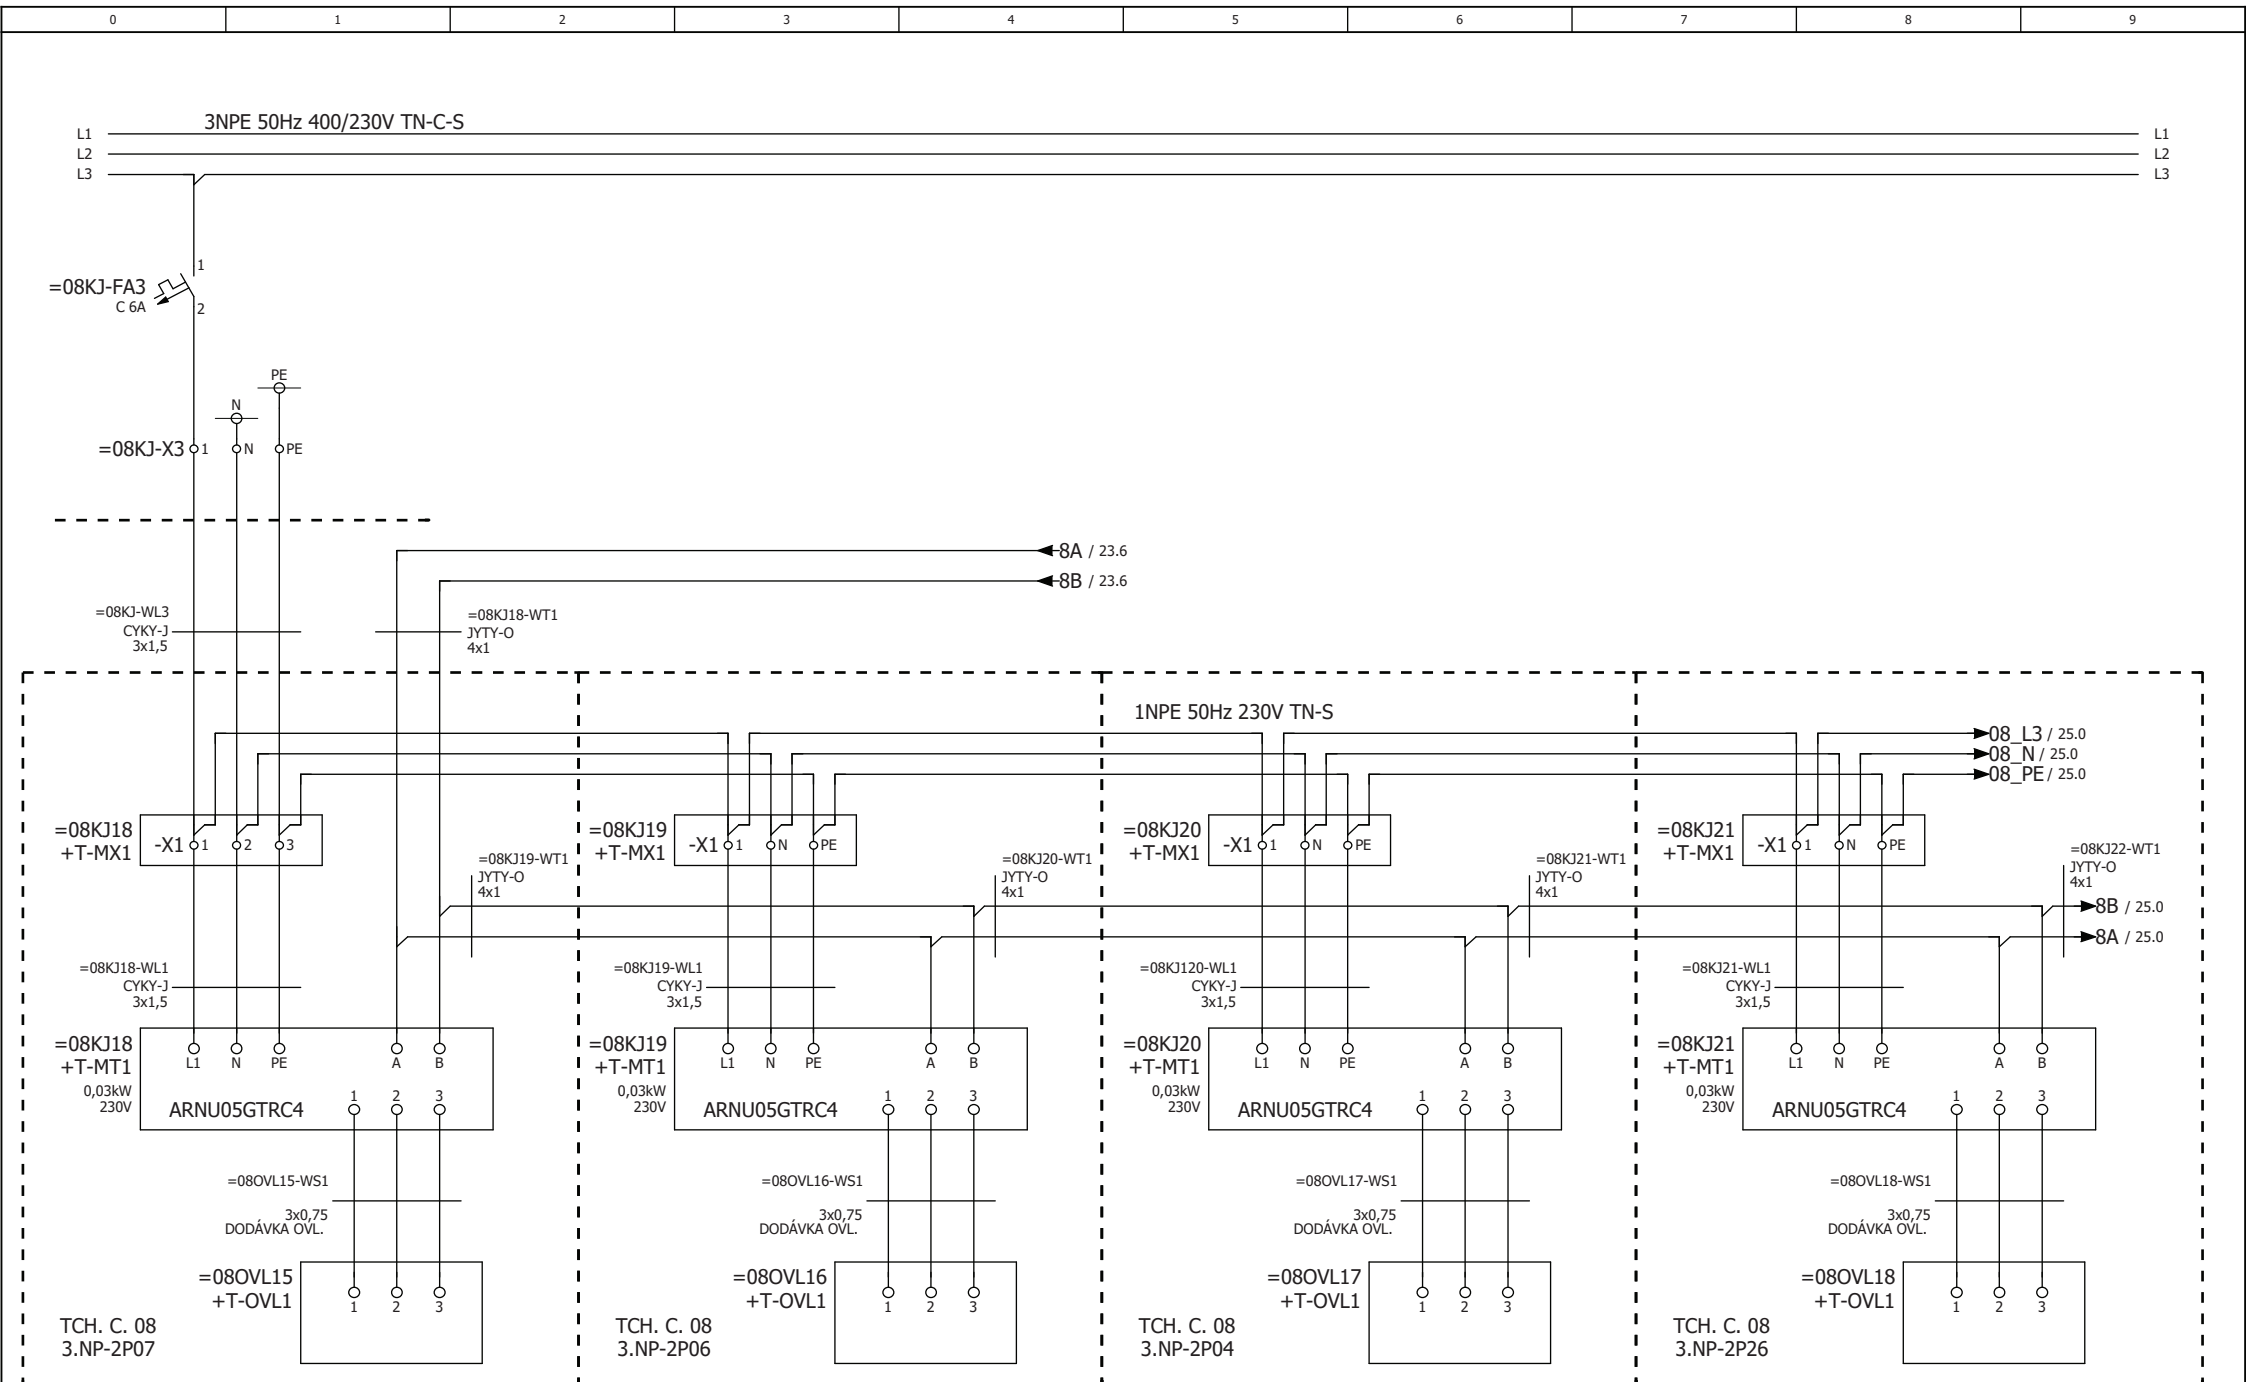 0 1 2 3 4 5 6 7 8 9
3NPE 50Hz 400/230V TN-C-S
L1 L1
L2 L2
L3 L3
1
=08KJ-FA3
C 6A
2
PE
N
=08KJ-X3 1 N PE
8A / 23.6
8B / 23.6
=08KJ-WL3
CYKY-J
3x1,5
=08KJ18-WT1
JYTY-O
4x1
1NPE 50Hz 230V TN-S
08_L3 / 25.0
08_N / 25.0
08_PE / 25.0
=08KJ18
+T-MX1
-X1 1 2 3
=08KJ19-WT1
JYTY-O
4x1
=08KJ19
+T-MX1
-X1 1 N PE
=08KJ20-WT1
JYTY-O
4x1
=08KJ20
+T-MX1
-X1 1 N PE
=08KJ21-WT1
JYTY-O
4x1
=08KJ21
+T-MX1
-X1 1 N PE
=08KJ22-WT1
JYTY-O
4x1
8B / 25.0
8A / 25.0
=08KJ18-WL1
CYKY-J
3x1,5
=08KJ19-WL1
CYKY-J
3x1,5
=08KJ120-WL1
CYKY-J
3x1,5
=08KJ21-WL1
CYKY-J
3x1,5
=08KJ18
+T-MT1
0,03kW
230V
L1 N PE A B
1 2 3
ARNU05GTRC4
=08KJ19
+T-MT1
0,03kW
230V
L1 N PE A B
1 2 3
ARNU05GTRC4
=08KJ20
+T-MT1
0,03kW
230V
L1 N PE A B
1 2 3
ARNU05GTRC4
=08KJ21
+T-MT1
0,03kW
230V
L1 N PE A B
1 2 3
ARNU05GTRC4
=08OVL15-WS1
3x0,75
DODÁVKA OVL.
=08OVL16-WS1
3x0,75
DODÁVKA OVL.
=08OVL17-WS1
3x0,75
DODÁVKA OVL.
=08OVL18-WS1
3x0,75
DODÁVKA OVL.
=08OVL15
+T-OVL1
1 2 3
TCH. C. 08
3.NP-2P07
=08OVL16
+T-OVL1
1 2 3
TCH. C. 08
3.NP-2P06
=08OVL17
+T-OVL1
1 2 3
TCH. C. 08
3.NP-2P04
=08OVL18
+T-OVL1
1 2 3
TCH. C. 08
3.NP-2P26